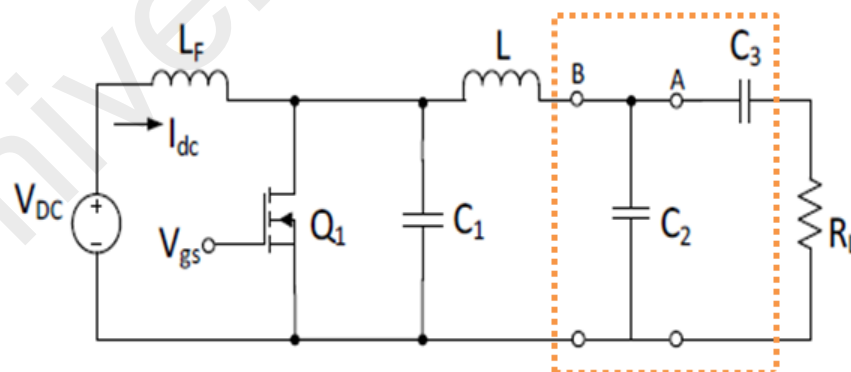 L_F
L
B
A
C_3
I_dc
V_DC
+
−
V_gs
Q_1
C_1
C_2